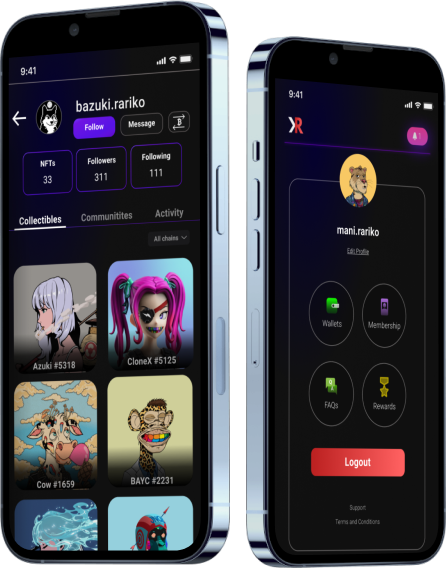 9:41
bazuki.rariko
Follow
Message
NFTs
33
Followers
311
Following
111
Collectibles
Communitites
Activity
All chains
Azuki #5318
CloneX #5125
Cow #1659
BAYC #2231
9:41
mani.rariko
Edit Profile
Wallets
Membership
FAQs
Rewards
Logout
Support
Terms and Conditions